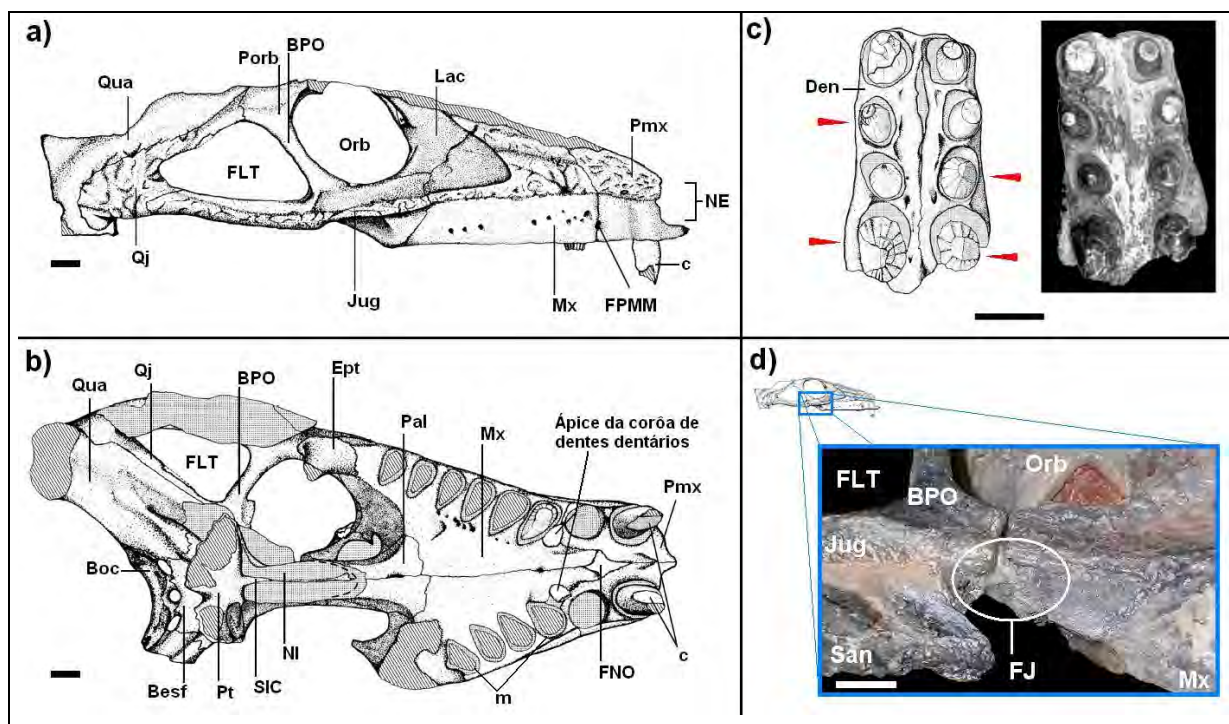 a)
BPO
Porb
Lac
Qua
Pmx
FLT
Orb
NE
Qj
Jug
Mx
FPMM
c
b)
Qj
BPO
Ept
Qua
Pal
Mx
Ápice da corôa de
dentes dentários
FLT
Pmx
Boc
NI
FNO
c
Besf
Pt
SIC
m
c)
Den
d)
FLT
Orb
BPO
Jug
San
FJ
Mx